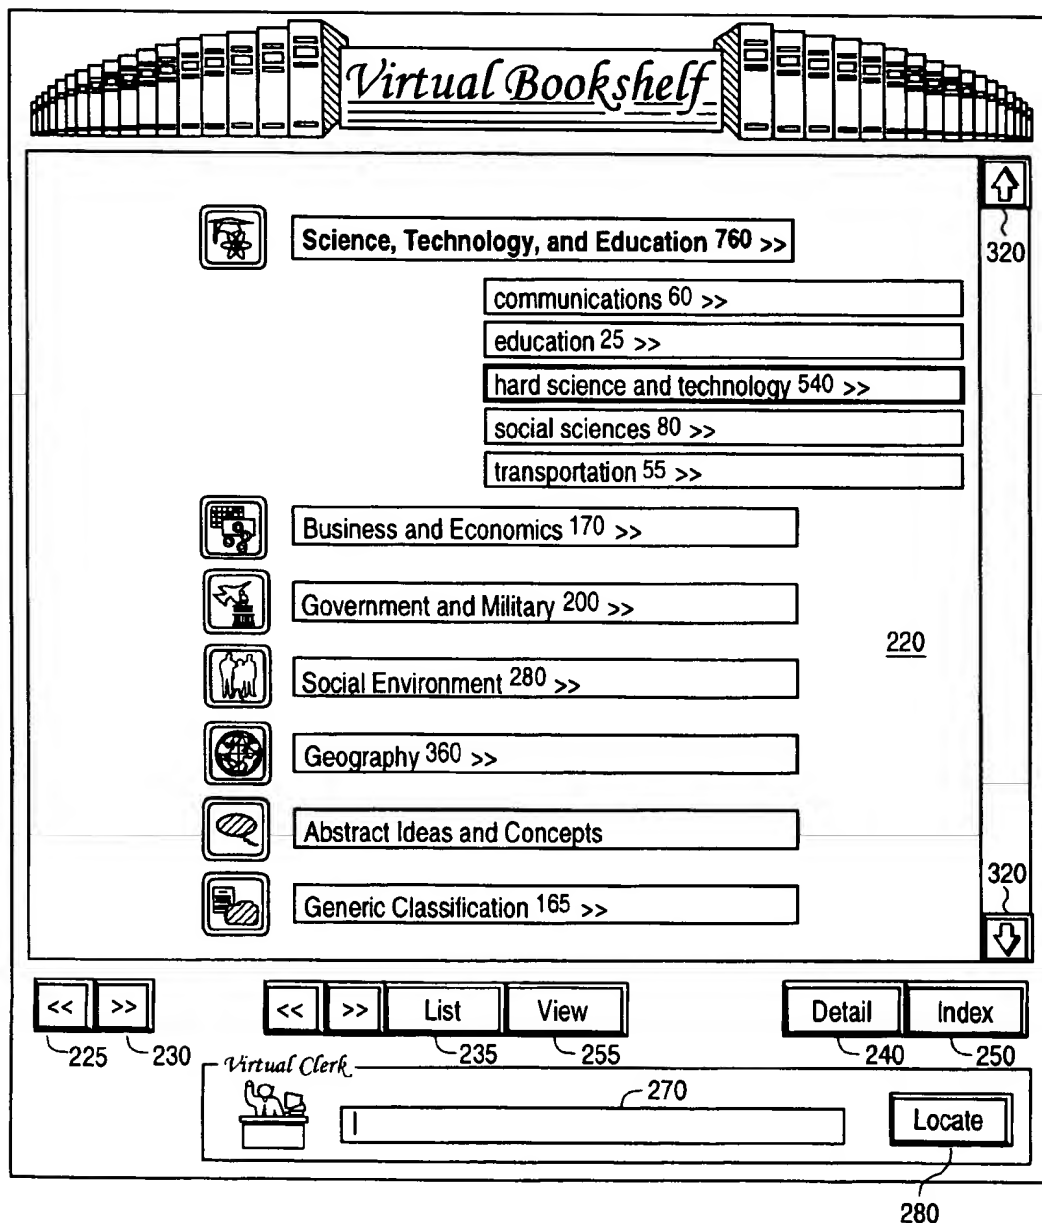 Virtual Bookshelf
320
Science, Technology, and Education 760 >>
communications 60 >>
education 25 >>
hard science and technology 540 >>
social sciences 80 >>
transportation 55 >>
Business and Economics 170 >>
Government and Military 200 >>
220
Social Environment 280 >>
Geography 360 >>
Abstract Ideas and Concepts
320
Generic Classification 165 >>
<< >> << >> List View Detail Index
225 230 235 255 240 250
Virtual Clerk
270
Locate
280